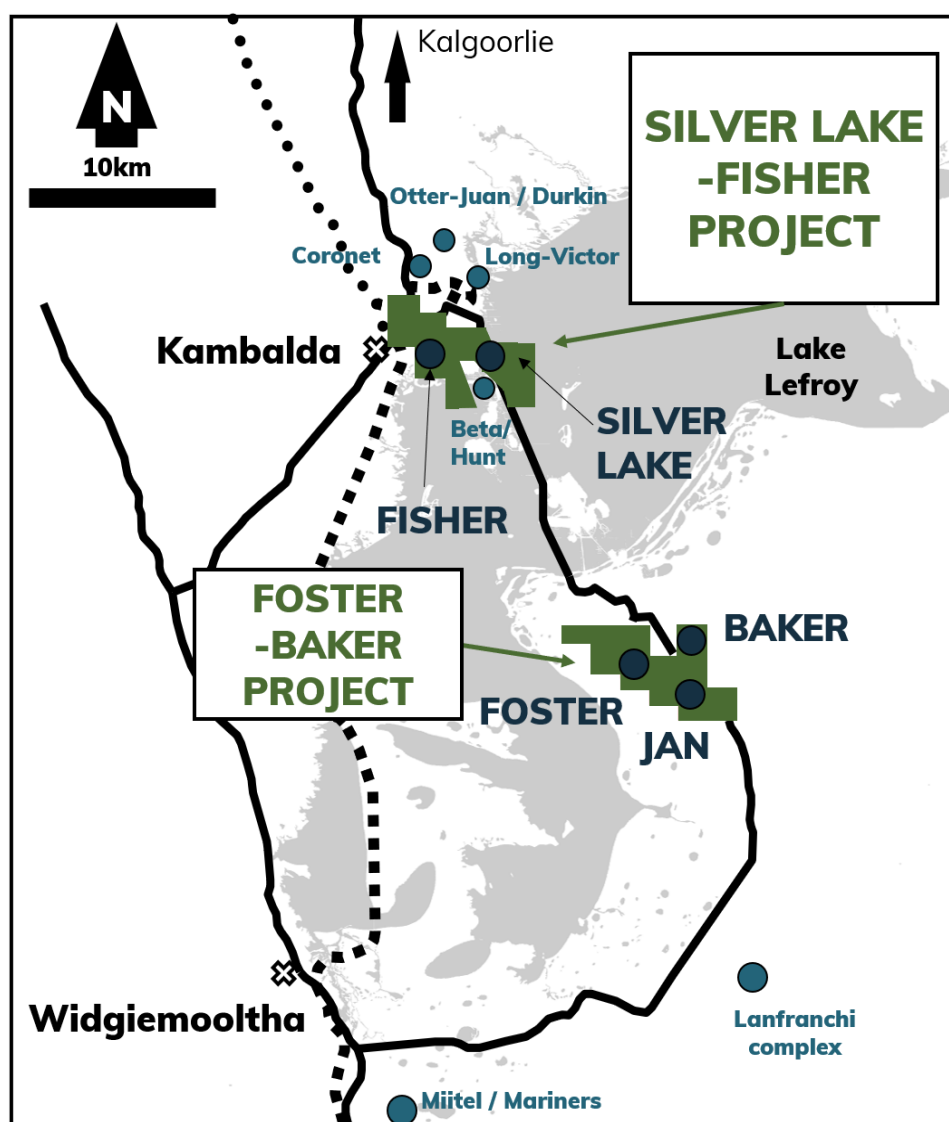 Kalgoorlie
N
10km
SILVER LAKE
-FISHER
PROJECT
Otter-Juan / Durkin
Coronet
Long-Victor
Kambalda
Lake
Lefroy
Beta/
Hunt
SILVER
LAKE
FISHER
FOSTER
-BAKER
PROJECT
BAKER
FOSTER
JAN
Widgiemooltha
Lanfranchi
complex
Miitel / Mariners